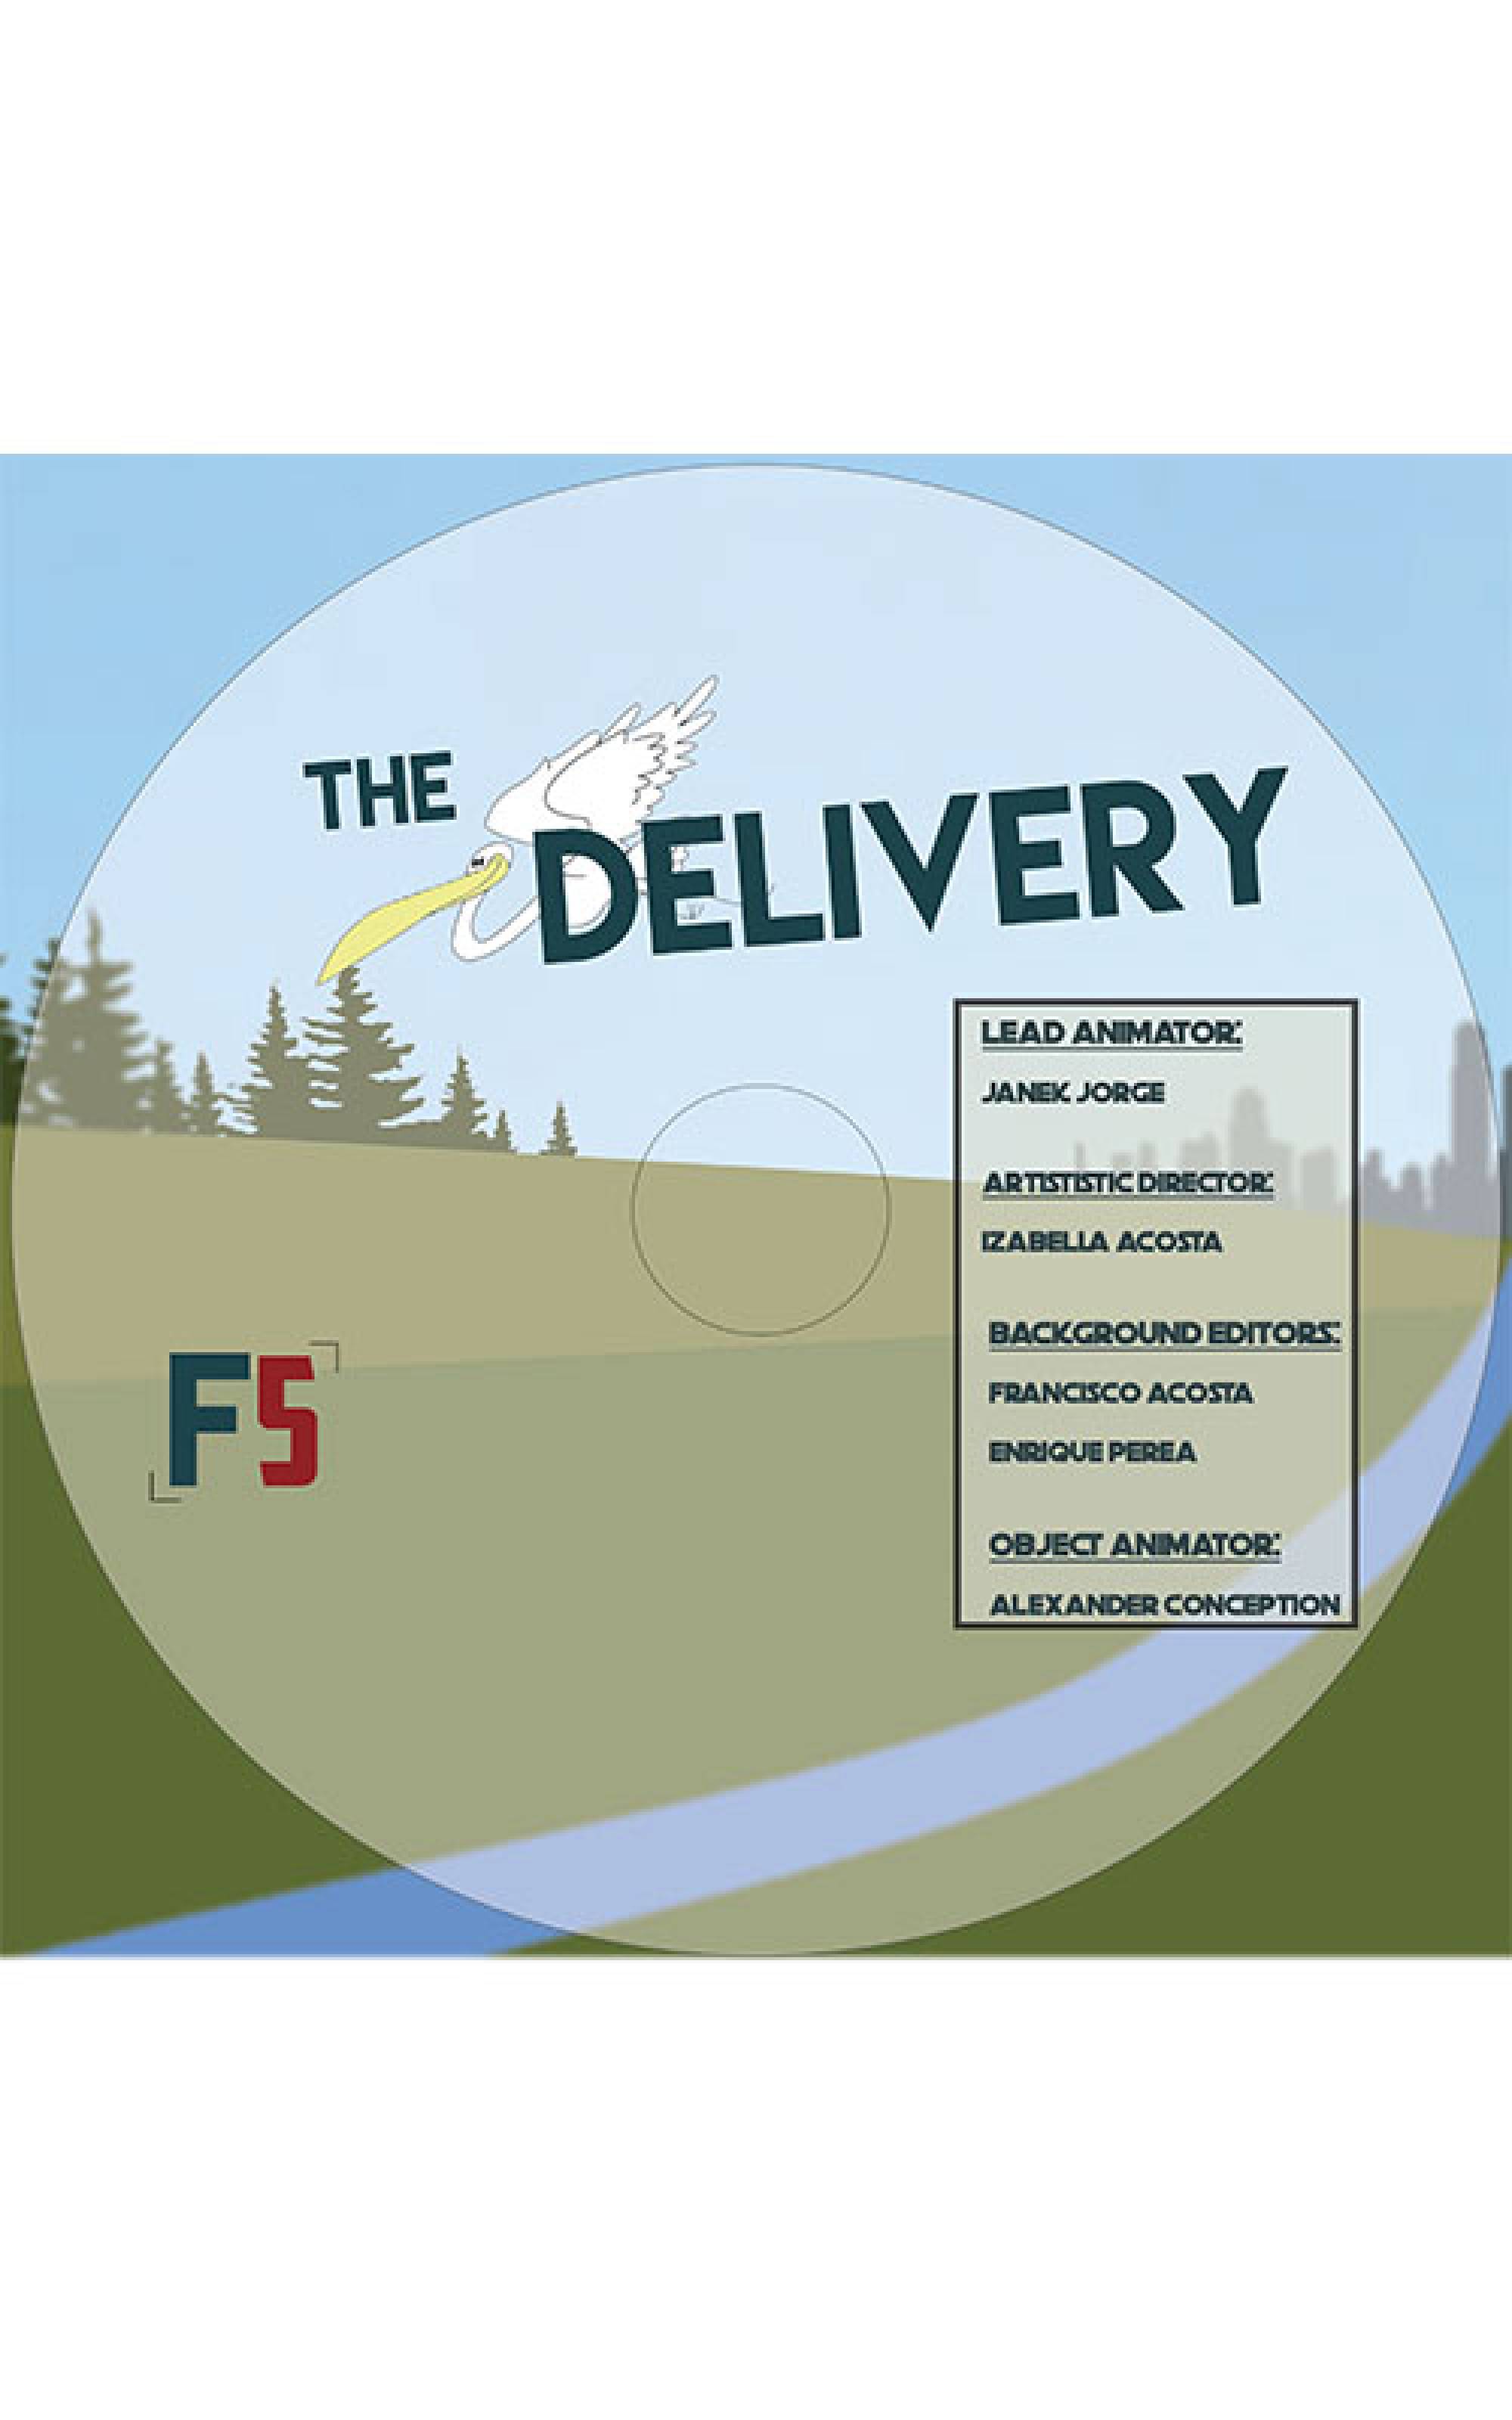 THE
DELIVERY
LEAD ANIMATOR:
JANEK JORGE
ARTISTISTIC DIRECTOR:
IZABELLA ACOSTA
BACKGROUND EDITORS:
FRANCISCO ACOSTA
ENRIQUE PEREA
OBJECT ANIMATOR:
ALEXANDER CONCEPTION
F5